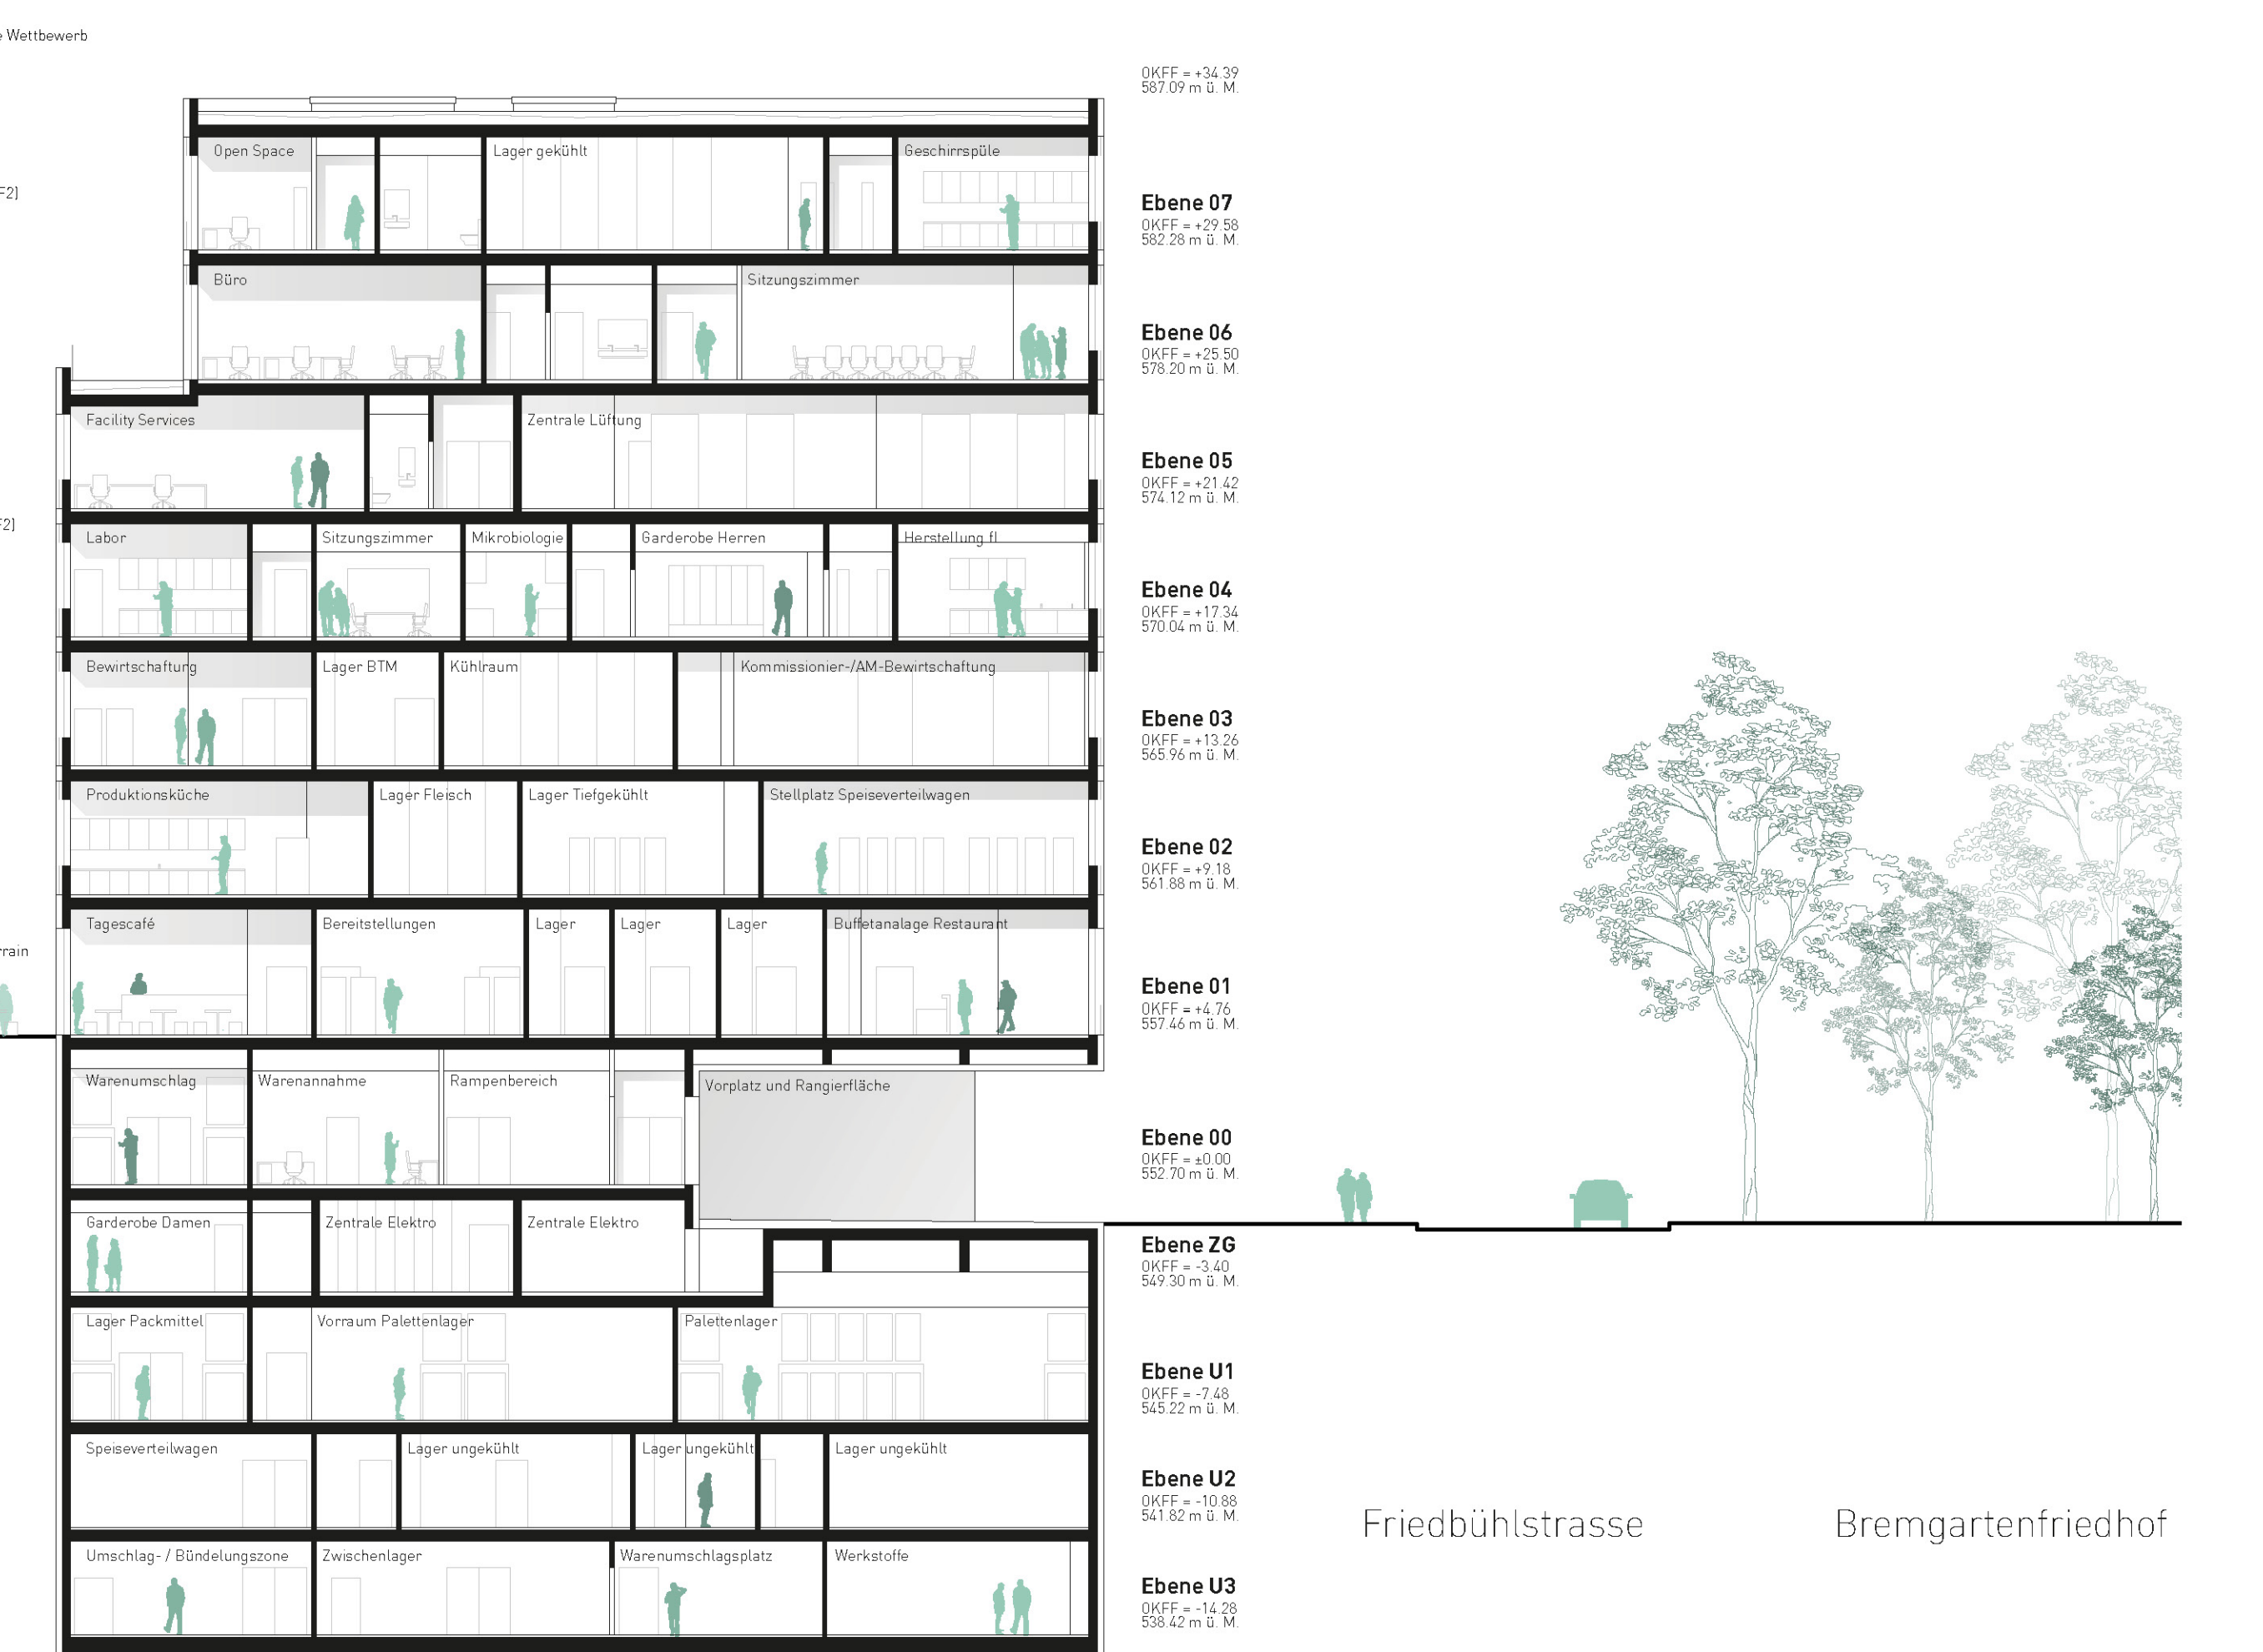 e Wettbewerb
OKFF = +34.39
587.09 m ü. M.
Open Space
Lager gekühlt
Geschirrspüle
F2)
Ebene 07
OKFF = +29.58
582.28 m ü. M.
Büro
Sitzungszimmer
Ebene 06
OKFF = +25.50
578.20 m ü. M.
Facility Services
Zentrale Lüftung
Ebene 05
OKFF = +21.42
574.12 m ü. M.
F2)
Labor
Sitzungszimmer
Mikrobiologie
Garderobe Herren
Herstellung fl
Ebene 04
OKFF = +17.34
570.04 m ü. M.
Bewirtschaftung
Lager BTM
Kühlraum
Kommissionier-/AM-Bewirtschaftung
Ebene 03
OKFF = +13.26
565.96 m ü. M.
Produktionsküche
Lager Fleisch
Lager Tiefgekühlt
Stellplatz Speiseverteilwagen
Ebene 02
OKFF = +9.18
561.88 m ü. M.
Tagescafé
Bereitstellungen
Lager
Lager
Lager
Buffetanalage Restaurant
rrain
Ebene 01
OKFF = +4.76
557.46 m ü. M.
Warenumschlag
Warenannahme
Rampenbereich
Vorplatz und Rangierfläche
Ebene 00
OKFF = ±0.00
552.70 m ü. M.
Garderobe Damen
Zentrale Elektro
Zentrale Elektro
Ebene ZG
OKFF = -3.40
549.30 m ü. M.
Lager Packmittel
Vorraum Palettenlager
Palettenlager
Ebene U1
OKFF = -7.48
545.22 m ü. M.
Speiseverteilwagen
Lager ungekühlt
Lager ungekühlt
Lager ungekühlt
Ebene U2
OKFF = -10.88
541.82 m ü. M.
Friedbühlstrasse
Bremgartenfriedhof
Umschlag- / Bündelungszone
Zwischenlager
Warenumschlagsplatz
Werkstoffe
Ebene U3
OKFF = -14.28
538.42 m ü. M.